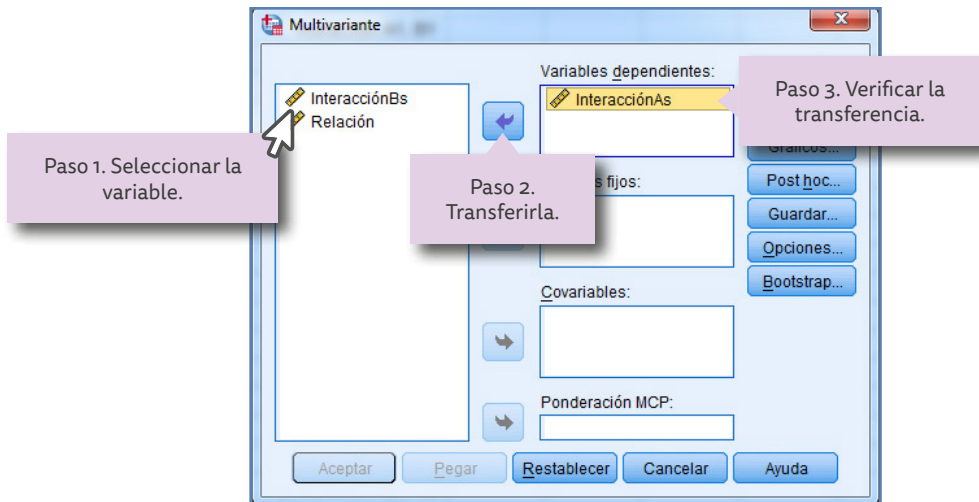 Multivariante
Variables dependientes:
InteracciónBs
Relación
InteracciónAs
Paso 1. Seleccionar la
variable.
Paso 2.
Transferirla.
Paso 3. Verificar la
transferencia.
s fijos:
Gráficos...
Post hoc...
Guardar...
Opciones...
Bootstrap...
Covariables:
Ponderación MCP:
Aceptar
Pegar
Restablecer
Cancelar
Ayuda